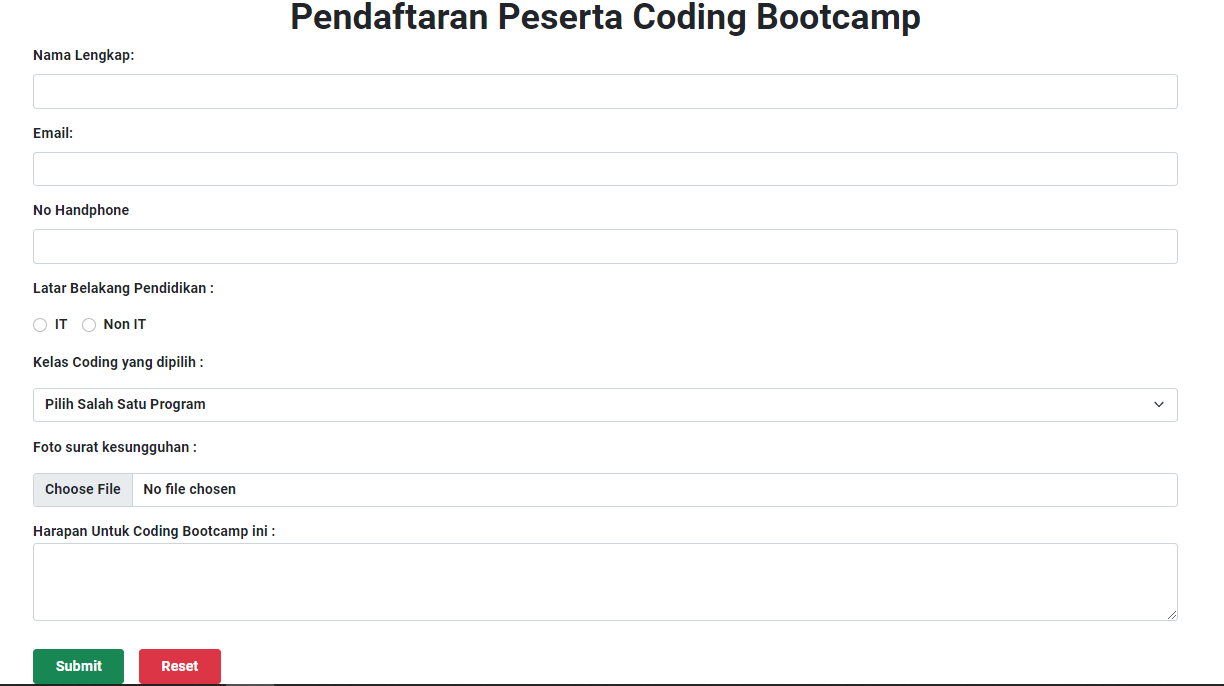 Pendaftaran Peserta Coding Bootcamp
Nama Lengkap:
Email:
No Handphone
Latar Belakang Pendidikan :
IT Non IT
Kelas Coding yang dipilih :
Pilih Salah Satu Program
Foto surat kesungguhan :
Choose File No file chosen
Harapan Untuk Coding Bootcamp ini :
Submit Reset